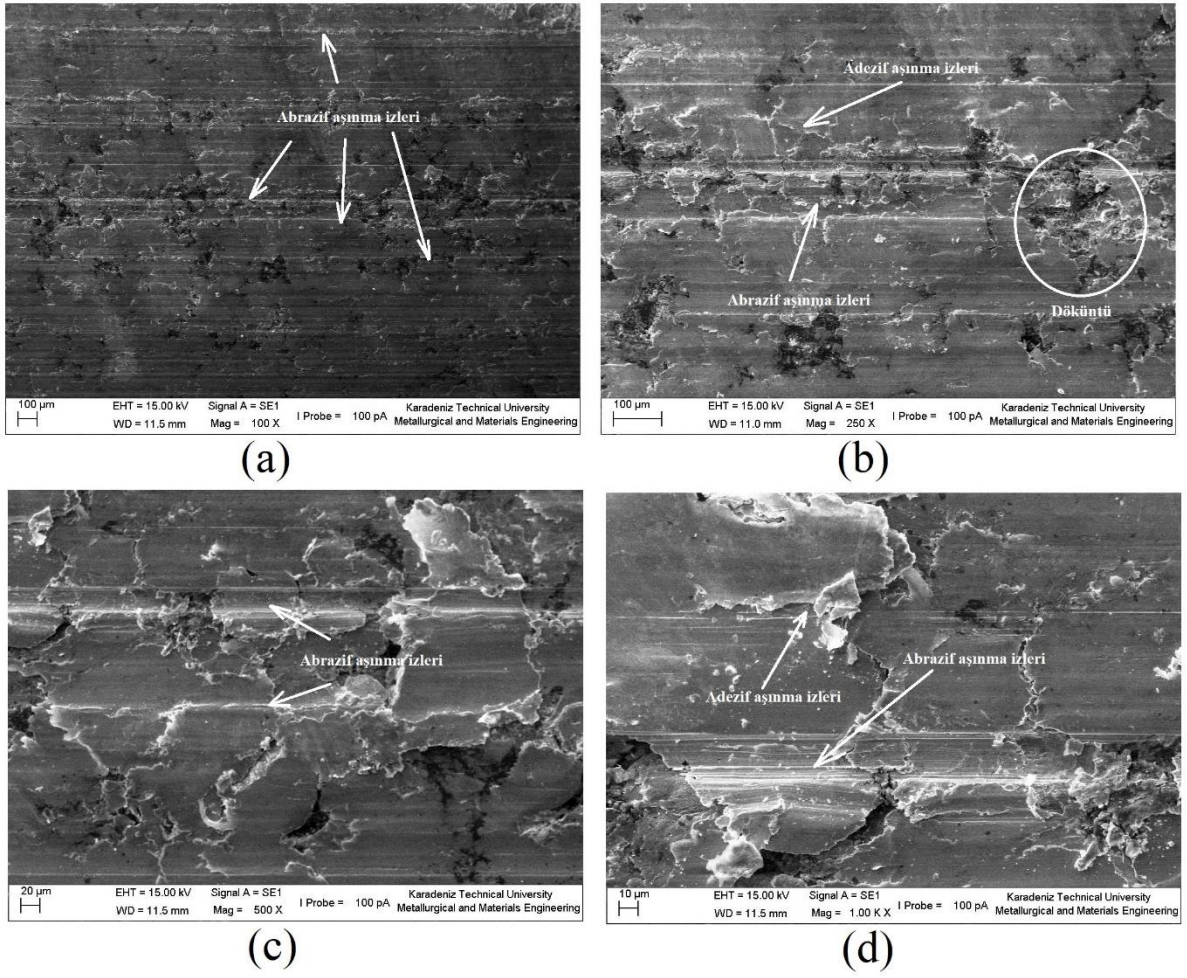 Abrazif aşınma izleri
100 µm
EHT = 15.00 kV Signal A = SE1 I Probe = 100 pA Karadeniz Technical University
WD = 11.5 mm Mag = 100 X Metallurgical and Materials Engineering
(a)
Adezif aşınma izleri
Abrazif aşınma izleri
Döküntü
100 µm
EHT = 15.00 kV Signal A = SE1 I Probe = 100 pA Karadeniz Technical University
WD = 11.0 mm Mag = 250 X Metallurgical and Materials Engineering
(b)
Abrazif aşınma izleri
20 µm
EHT = 15.00 kV Signal A = SE1 I Probe = 100 pA Karadeniz Technical University
WD = 11.5 mm Mag = 500 X Metallurgical and Materials Engineering
(c)
Abrazif aşınma izleri
Adezif aşınma izleri
10 µm
EHT = 15.00 kV Signal A = SE1 I Probe = 100 pA Karadeniz Technical University
WD = 11.5 mm Mag = 1.00 K X Metallurgical and Materials Engineering
(d)